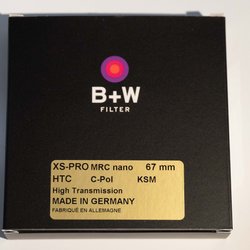 B+W
FILTER
XS-PRO MRC nano 67 mm
HTC C-Pol KSM
High Transmission
MADE IN GERMANY
FABRIQUÉ EN ALLEMAGNE